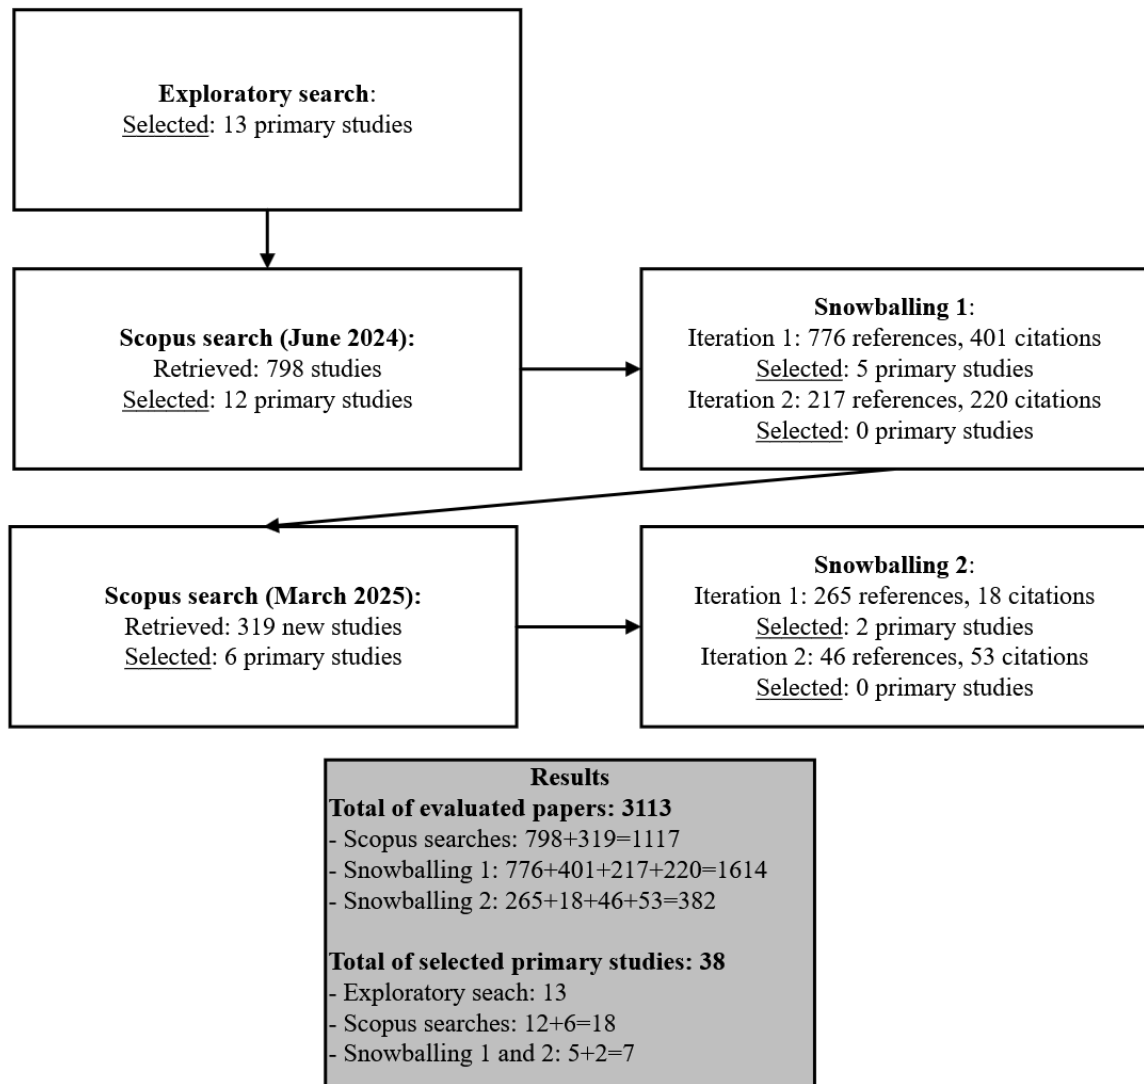 Exploratory search:
Selected: 13 primary studies
Scopus search (June 2024):
Retrieved: 798 studies
Selected: 12 primary studies
Snowballing 1:
Iteration 1: 776 references, 401 citations
Selected: 5 primary studies
Iteration 2: 217 references, 220 citations
Selected: 0 primary studies
Scopus search (March 2025):
Retrieved: 319 new studies
Selected: 6 primary studies
Snowballing 2:
Iteration 1: 265 references, 18 citations
Selected: 2 primary studies
Iteration 2: 46 references, 53 citations
Selected: 0 primary studies
Results
Total of evaluated papers: 3113
- Scopus searches: 798+319=1117
- Snowballing 1: 776+401+217+220=1614
- Snowballing 2: 265+18+46+53=382
Total of selected primary studies: 38
- Exploratory seach: 13
- Scopus searches: 12+6=18
- Snowballing 1 and 2: 5+2=7